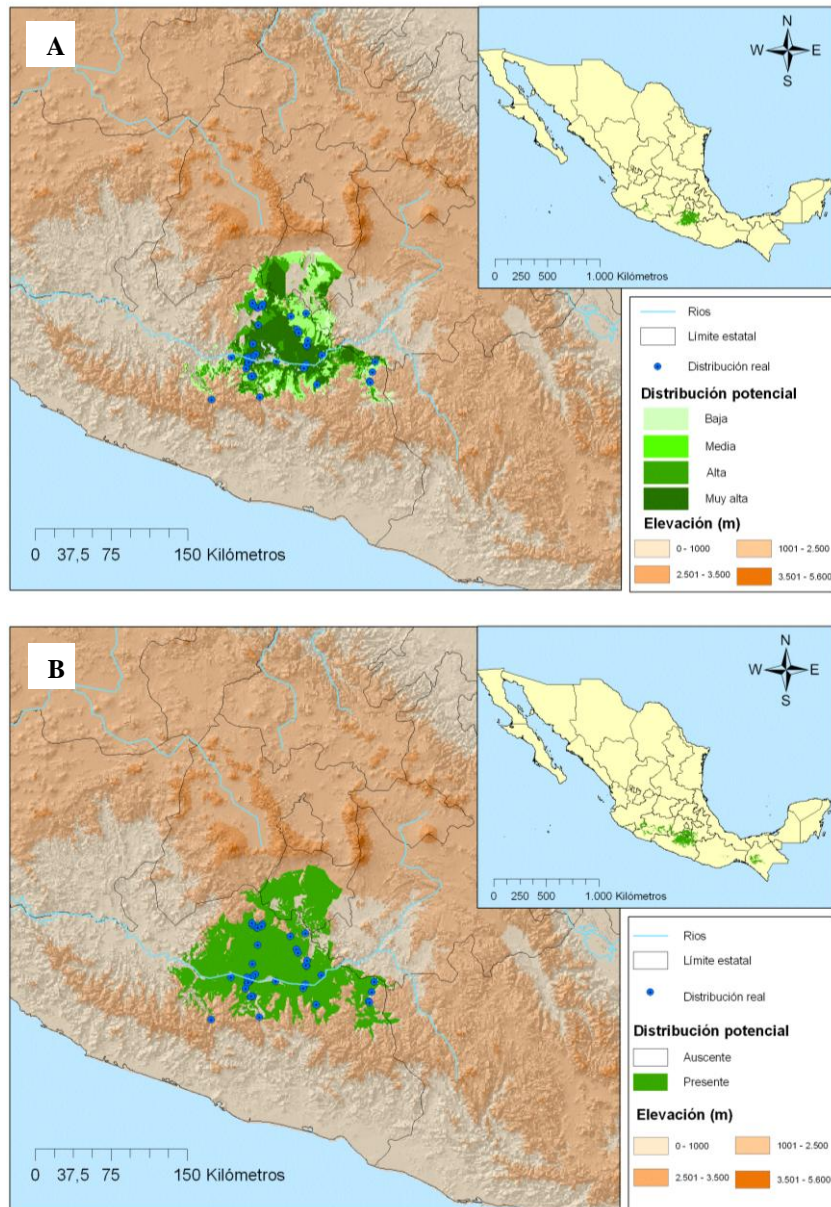 A
N
W E
S
0 250 500 1.000 Kilómetros
Rios
Límite estatal
Distribución real
Distribución potencial
Baja
Media
Alta
Muy alta
Elevación (m)
0 - 1000 1001 - 2.500
2.501 - 3.500 3.501 - 5.600
0 37,5 75 150 Kilómetros
B
N
W E
S
0 250 500 1.000 Kilómetros
Rios
Límite estatal
Distribución real
Distribución potencial
Auscente
Presente
Elevación (m)
0 - 1000 1001 - 2.500
2.501 - 3.500 3.501 - 5.600
0 37,5 75 150 Kilómetros